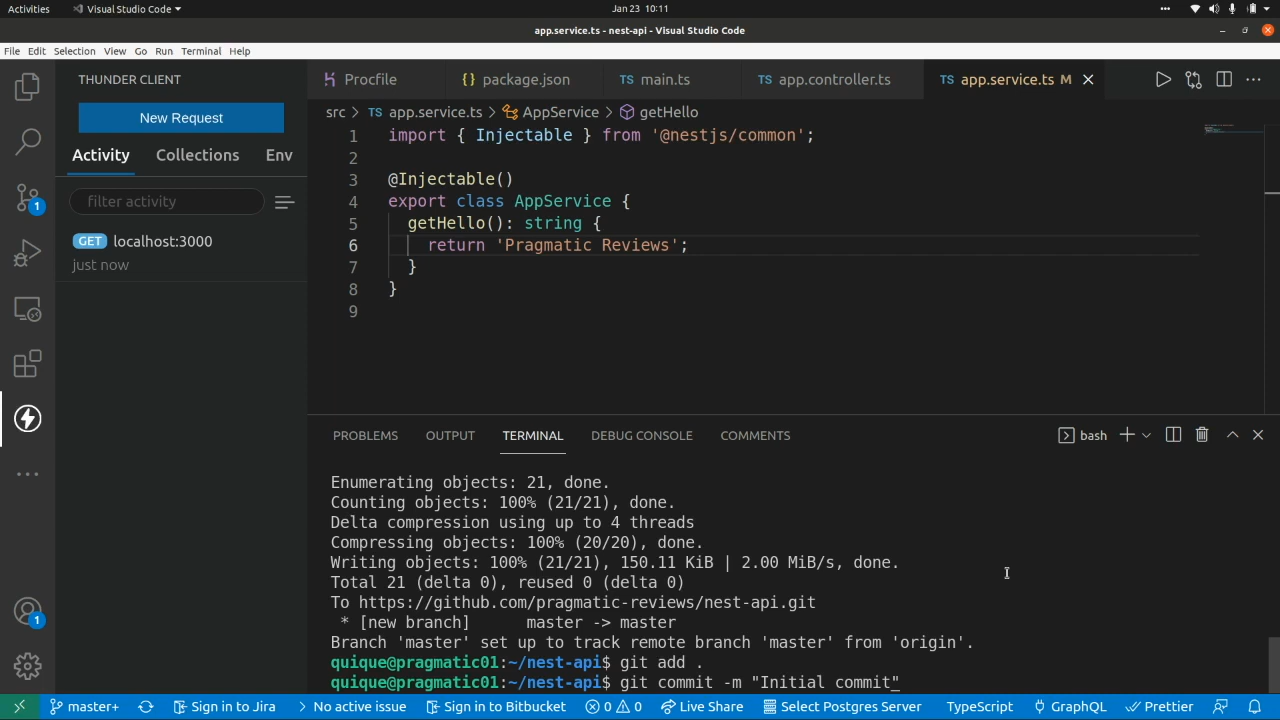 Activities Visual Studio Code Jan 23 10:11
app.service.ts - nest-api - Visual Studio Code
File Edit Selection View Go Run Terminal Help
THUNDER CLIENT
New Request
Activity Collections Env
filter activity
GET localhost:3000
just now
1
1
Procfile {} package.json TS main.ts TS app.controller.ts TS app.service.ts M
src > TS app.service.ts > AppService > getHello
1 import { Injectable } from '@nestjs/common';
2
3 @Injectable()
4 export class AppService {
5 getHello(): string {
6 return 'Pragmatic Reviews';
7 }
8 }
9
PROBLEMS OUTPUT TERMINAL DEBUG CONSOLE COMMENTS bash
Enumerating objects: 21, done.
Counting objects: 100% (21/21), done.
Delta compression using up to 4 threads
Compressing objects: 100% (20/20), done.
Writing objects: 100% (21/21), 150.11 KiB | 2.00 MiB/s, done.
Total 21 (delta 0), reused 0 (delta 0)
To https://github.com/pragmatic-reviews/nest-api.git
* [new branch] master -> master
Branch 'master' set up to track remote branch 'master' from 'origin'.
quique@pragmatic01:~/nest-api$ git add .
quique@pragmatic01:~/nest-api$ git commit -m "Initial commit"
master+ Sign in to Jira No active issue Sign in to Bitbucket 0 0 Live Share Select Postgres Server TypeScript GraphQL Prettier